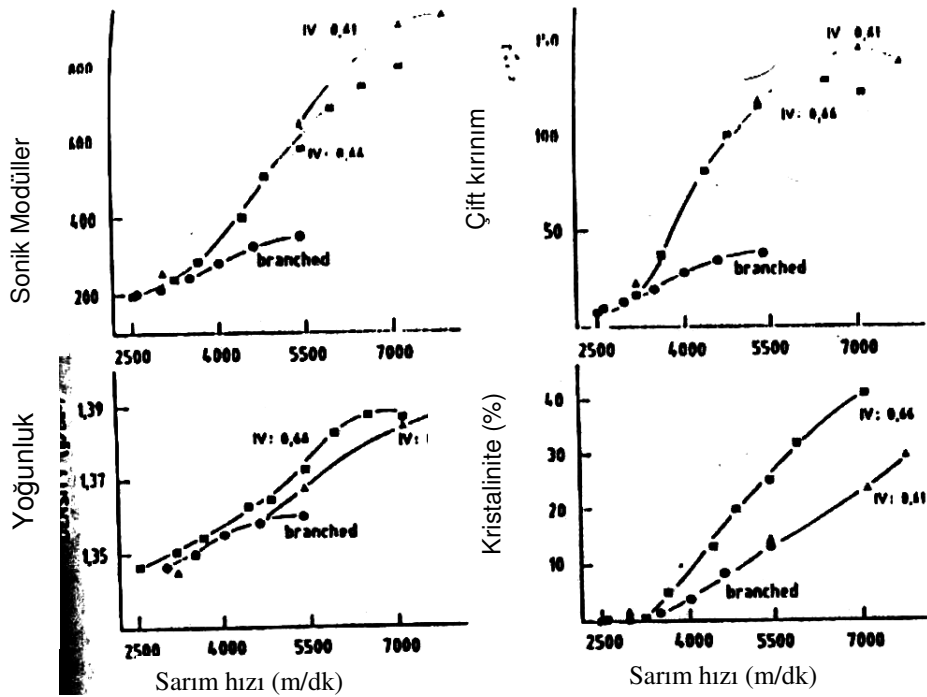 IV 0,61
800
600
IV: 0,64
400
branched
200
2500 4000 5500 7000
Sonik Modüller
IV 0,61
100
IV: 0,64
50
branched
2500 4000 5500 7000
Çift kırınım
1,39
IV: 0,64
IV:
1,37
branched
1,35
2500 4000 5500 7000
Yoğunluk
Sarım hızı (m/dk)
40
IV: 0,64
30
IV: 0,61
20
10
branched
4000 5500 7000
2500
Kristalinite (%)
Sarım hızı (m/dk)